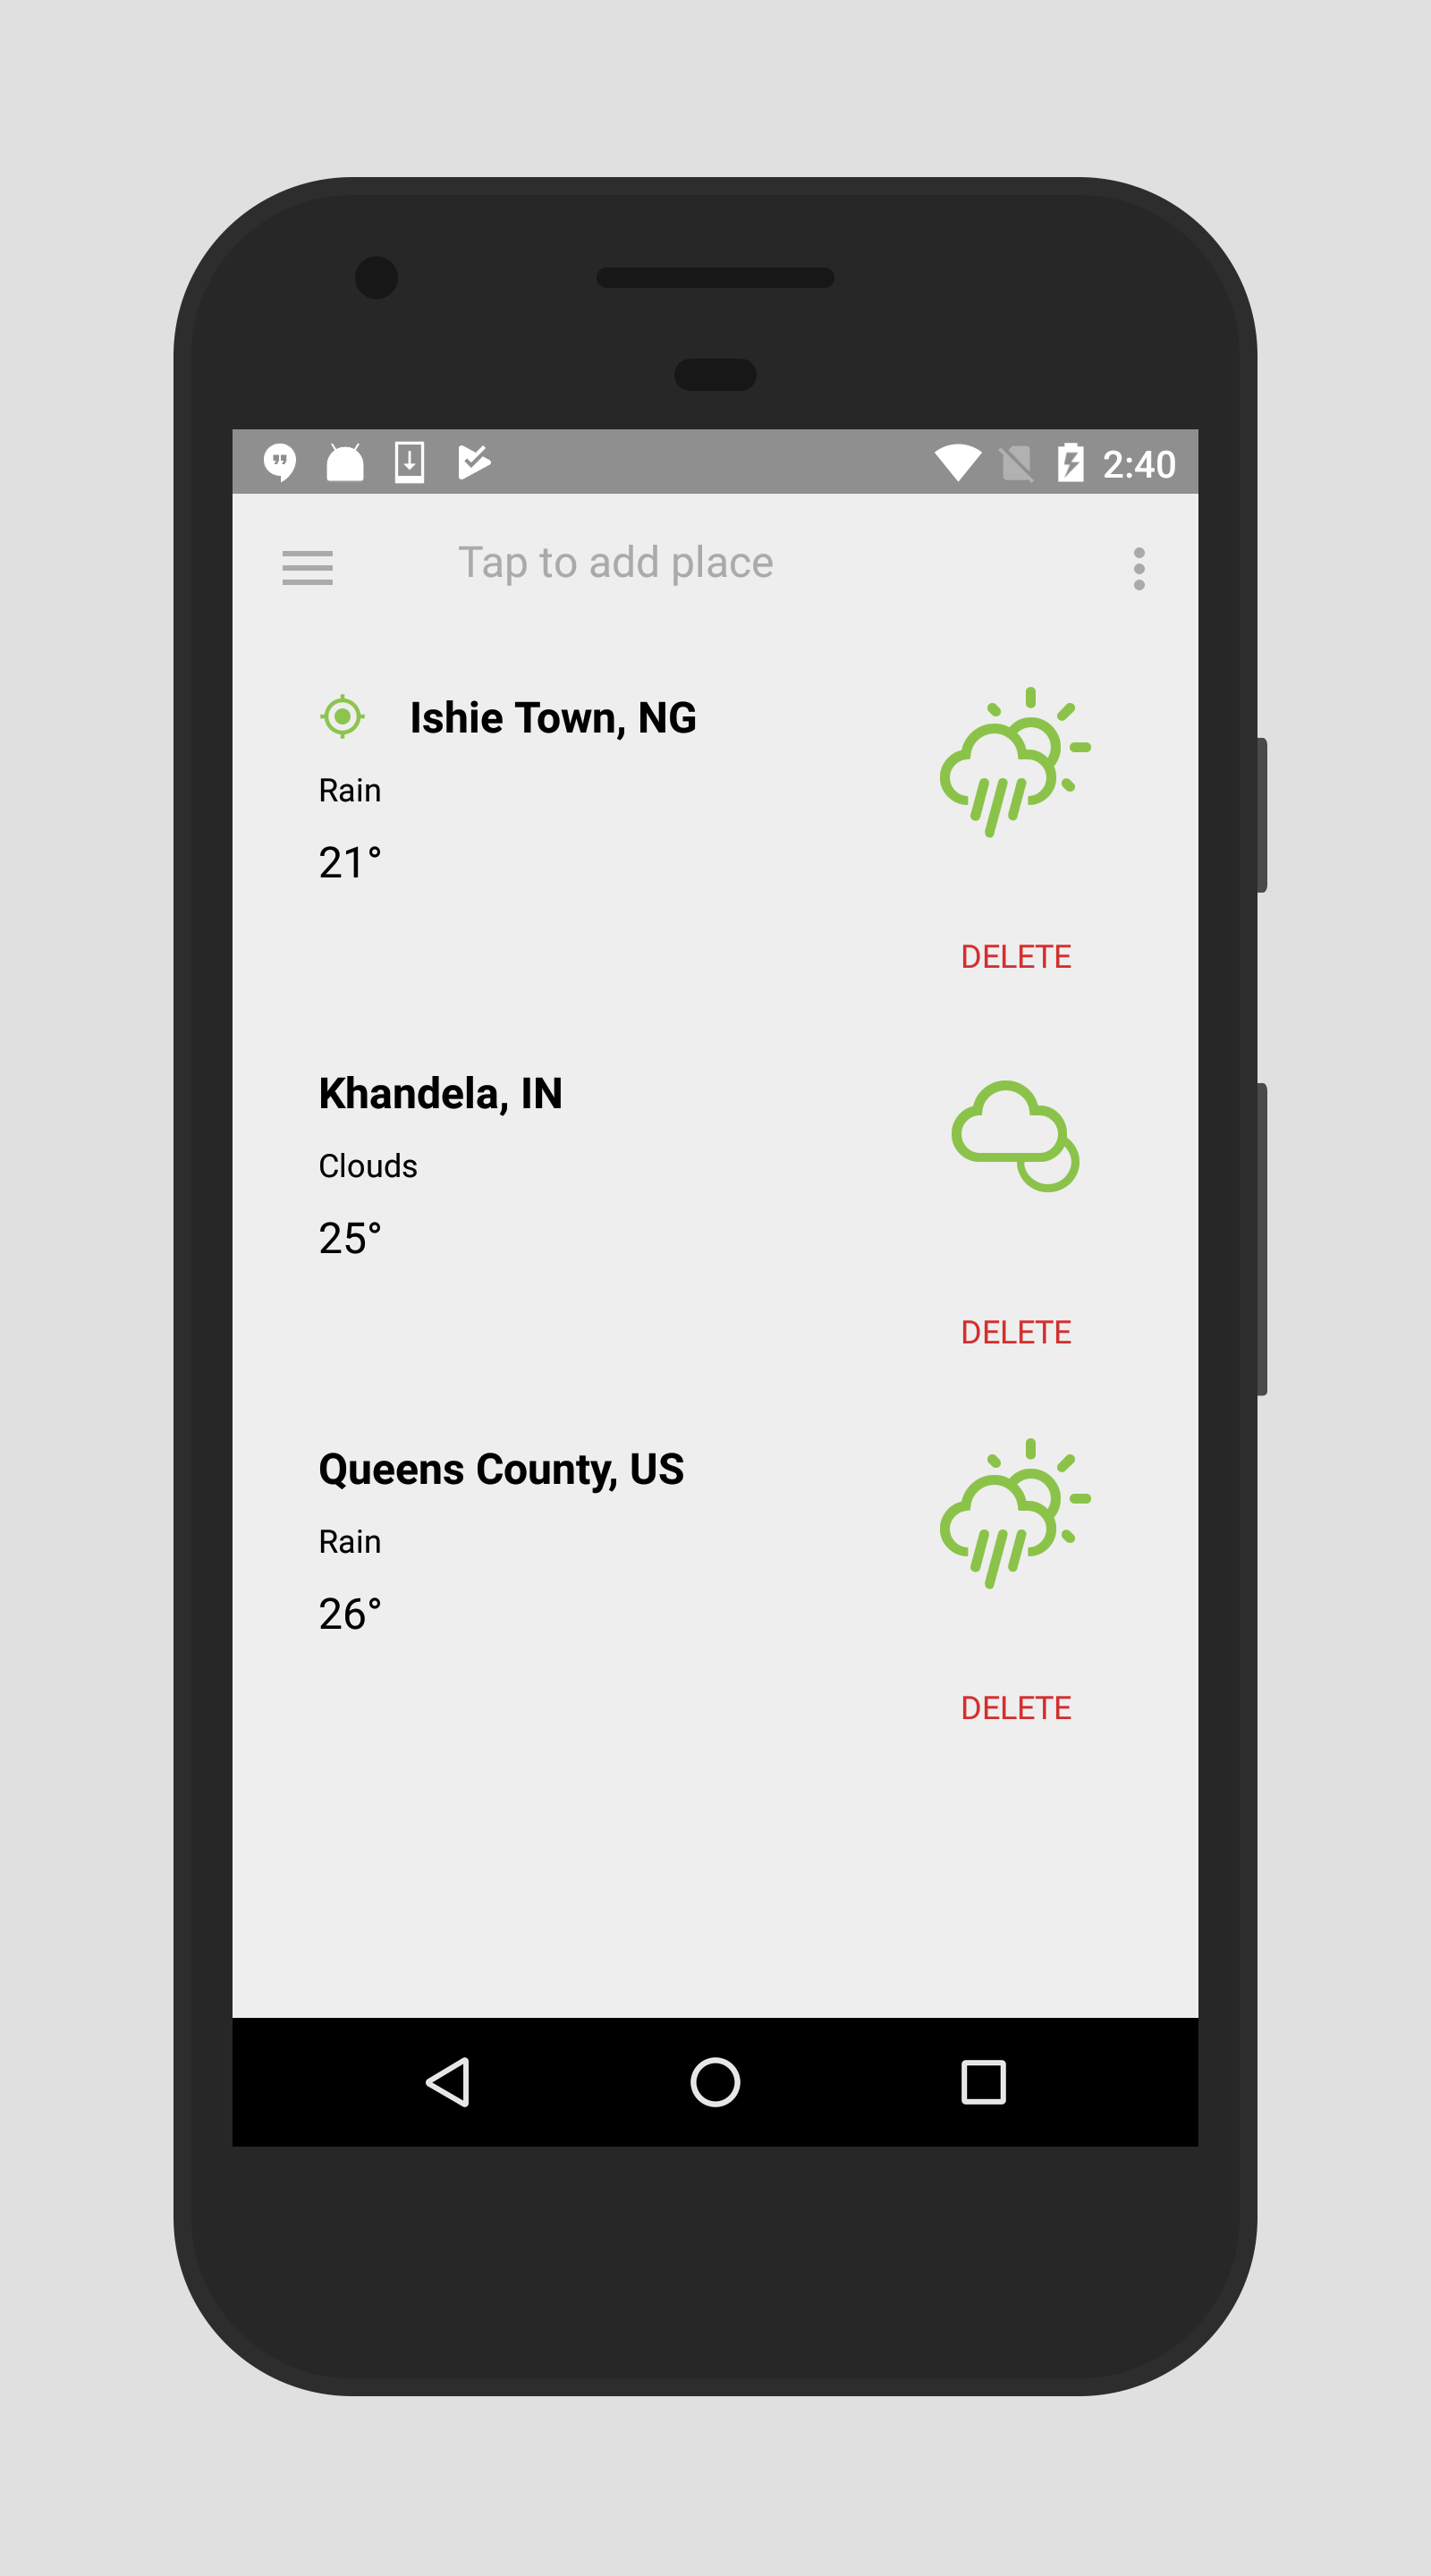 2:40
Tap to add place
Ishie Town, NG
Rain
21°
DELETE
Khandela, IN
Clouds
25°
DELETE
Queens County, US
Rain
26°
DELETE